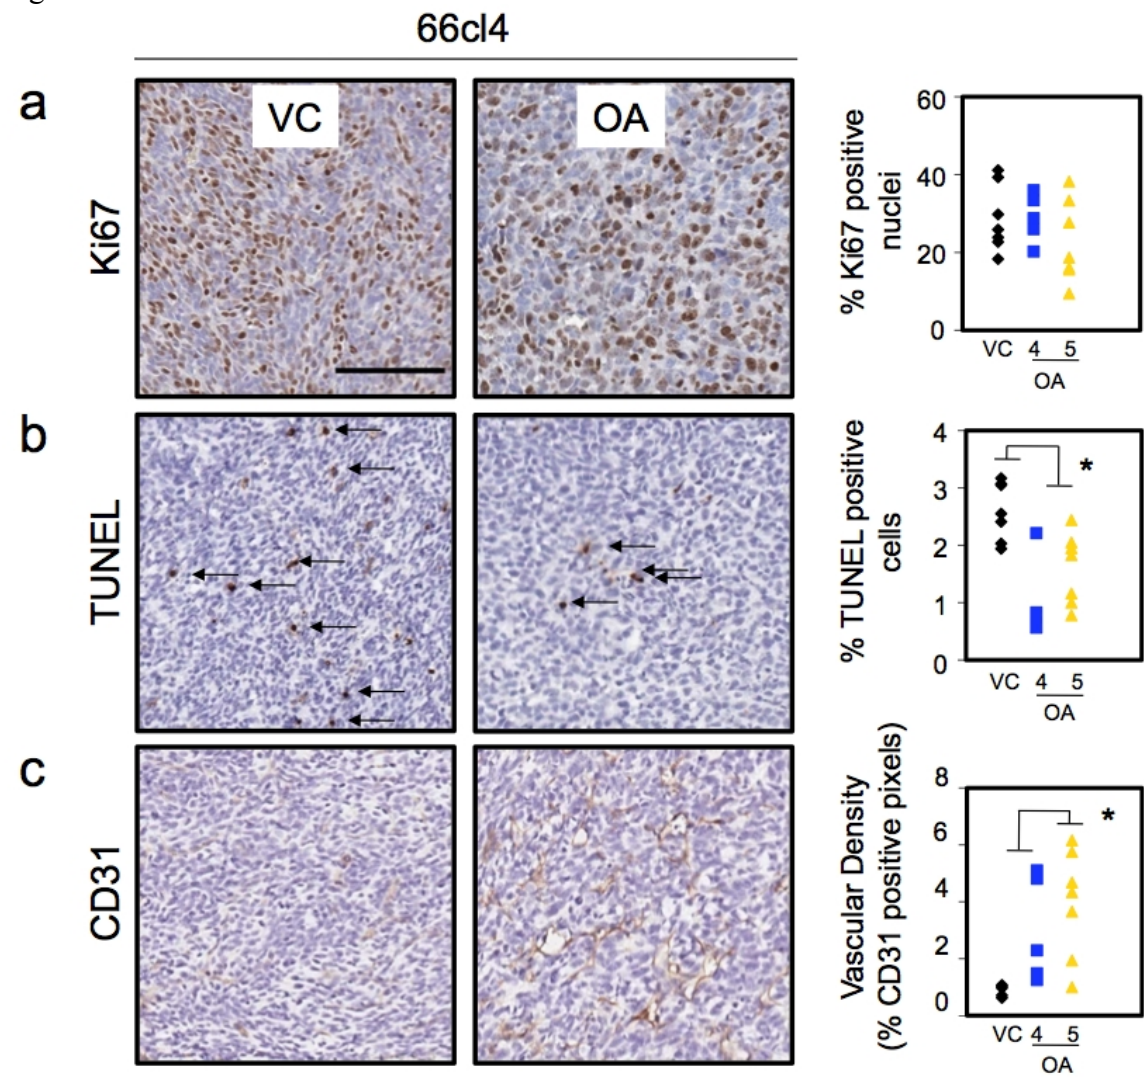 66cl4
a
VC
OA
Ki67
% Ki67 positive
nuclei
60
40
20
0
VC 4 5
OA
b
TUNEL
% TUNEL positive
cells
4
3
2
1
0
*
VC 4 5
OA
c
CD31
Vascular Density
(% CD31 positive pixels)
8
6
4
2
0
*
VC 4 5
OA